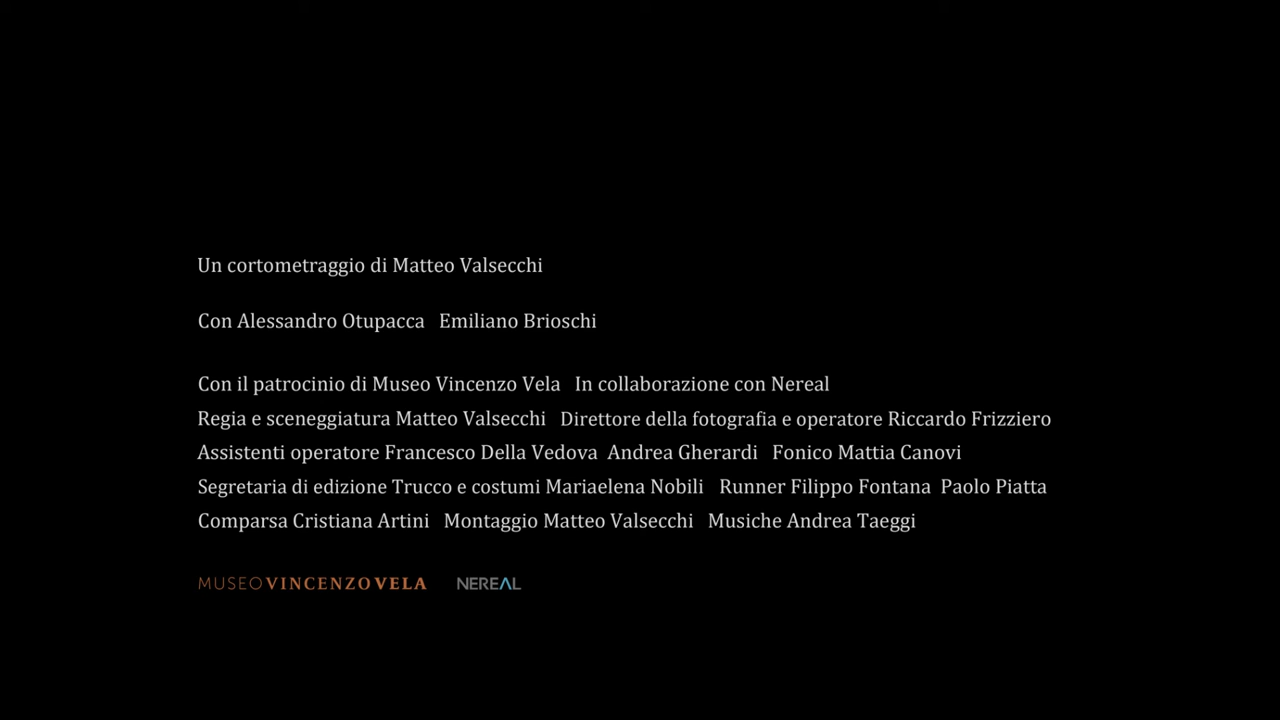 Un cortometraggio di Matteo Valsecchi
Con Alessandro Otupacca Emiliano Brioschi
Con il patrocinio di Museo Vincenzo Vela In collaborazione con Nereal
Regia e sceneggiatura Matteo Valsecchi Direttore della fotografia e operatore Riccardo Frizziero
Assistenti operatore Francesco Della Vedova Andrea Gherardi Fonico Mattia Canovi
Segretaria di edizione Trucco e costumi Mariaelena Nobili Runner Filippo Fontana Paolo Piatta
Comparsa Cristiana Artini Montaggio Matteo Valsecchi Musiche Andrea Taeggi
MUSEOVINCENZOVELA NEREAL